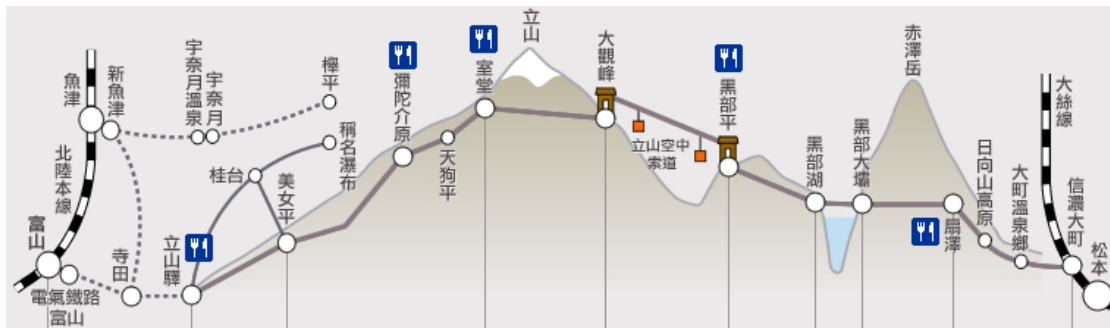 魚津
新魚津
宇奈月溫泉
宇奈月
欅平
稱名瀑布
桂台
美女平
北陸本線
富山
電氣鐵路
富山
寺田
立山驛
彌陀介原
天狗平
室堂
立山
大觀峰
立山空中
索道
黑部平
黑部湖
黑部大壩
赤澤岳
扇澤
日向山高原
大町溫泉鄉
大糸線
信濃大町
松本